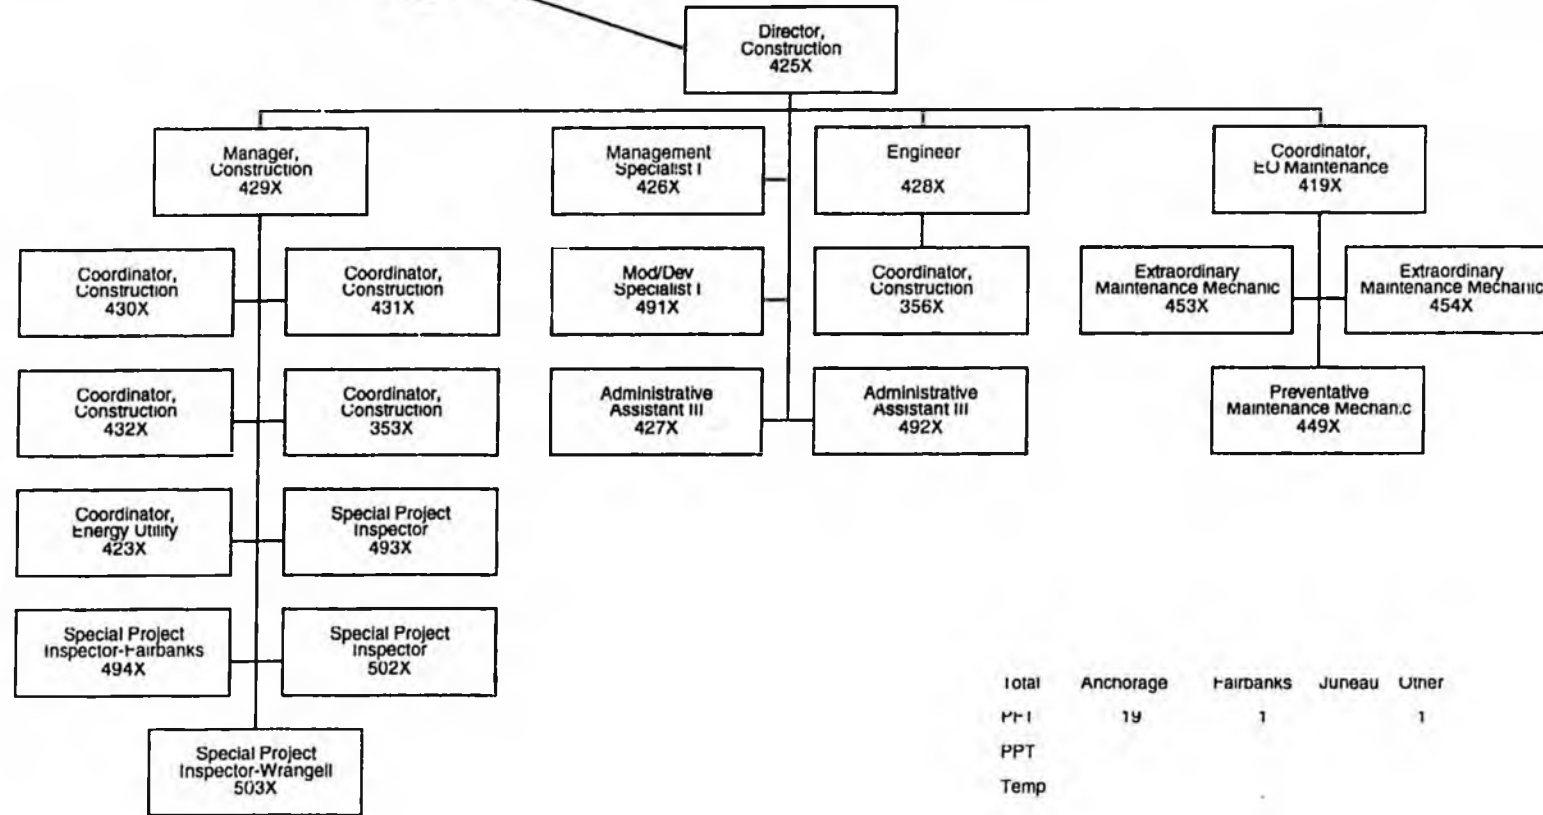 Director,
Construction
425X
Manager,
Construction
429X
Management
Specialist I
426X
Engineer
428X
Coordinator,
EU Maintenance
419X
Coordinator,
Construction
430X
Coordinator,
Construction
431X
Mod/Dev
Specialist I
491X
Coordinator,
Construction
356X
Extraordinary
Maintenance Mechanic
453X
Extraordinary
Maintenance Mechanic
454X
Coordinator,
Construction
432X
Coordinator,
Construction
353X
Administrative
Assistant III
427X
Administrative
Assistant III
492X
Preventative
Maintenance Mechanic
449X
Coordinator,
Energy Utility
423X
Special Project
Inspector
493X
Special Project
Inspector-Fairbanks
494X
Special Project
Inspector
502X
Special Project
Inspector-Wrangell
503X
Total Anchorage Fairbanks Juneau Other
PFT 19 1 1
PPT
Temp